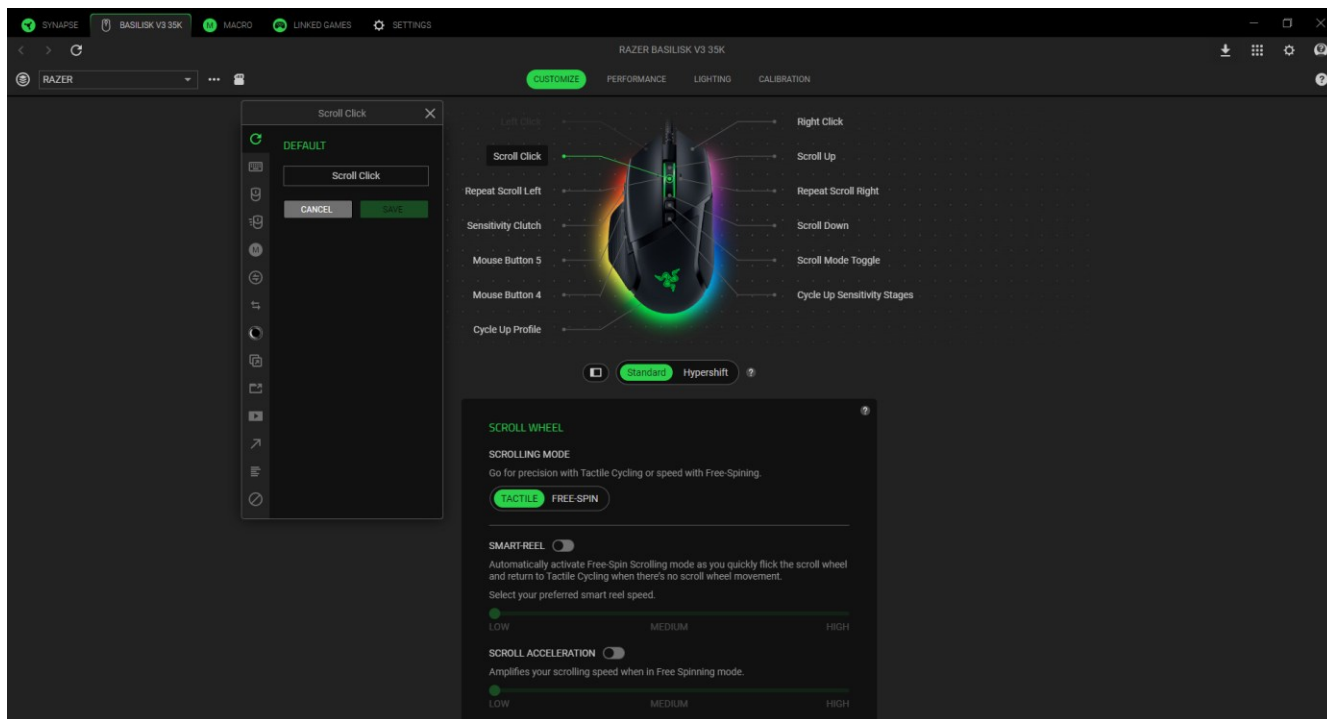 SYNAPSE BASILISK V3 35K MACRO LINKED GAMES SETTINGS
RAZER BASILISK V3 35K
RAZER CUSTOMIZE PERFORMANCE LIGHTING CALIBRATION
Scroll Click
DEFAULT
Scroll Click
CANCEL SAVE
Left Click Right Click
Scroll Click Scroll Up
Repeat Scroll Left Repeat Scroll Right
Sensitivity Clutch Scroll Down
Mouse Button 5 Scroll Mode Toggle
Mouse Button 4 Cycle Up Sensitivity Stages
Cycle Up Profile
Standard Hypershift ?
?
SCROLL WHEEL
SCROLLING MODE
Go for precision with Tactile Cycling or speed with Free-Spining.
TACTILE FREE-SPIN
SMART-REEL
Automatically activate Free-Spin Scrolling mode as you quickly flick the scroll wheel
and return to Tactile Cycling when there's no scroll wheel movement.
Select your preferred smart reel speed.
LOW MEDIUM HIGH
SCROLL ACCELERATION
Amplifies your scrolling speed when in Free Spinning mode.
LOW MEDIUM HIGH